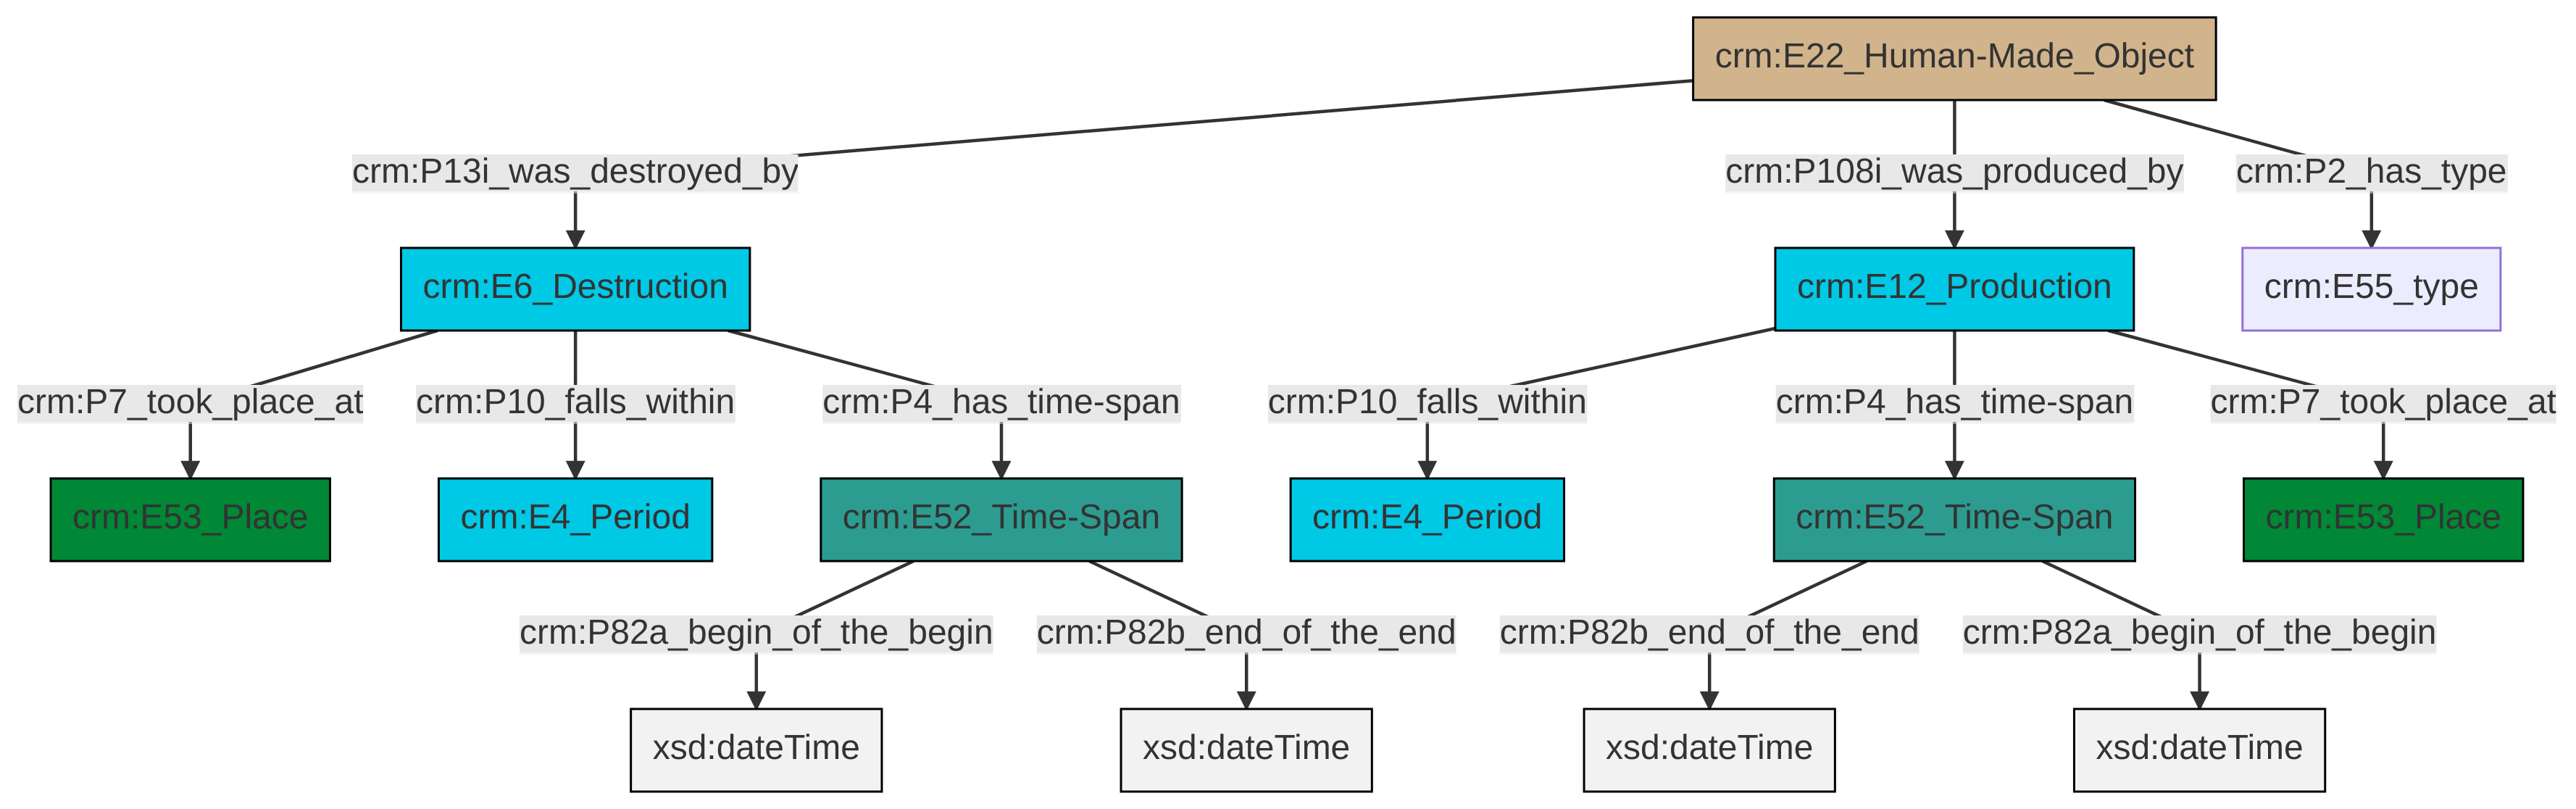 crm:E22_Human-Made_Object
crm:P13i_was_destroyed_by
crm:P108i_was_produced_by
crm:P2_has_type
crm:E6_Destruction
crm:E12_Production
crm:E55_type
crm:P7_took_place_at
crm:P10_falls_within
crm:P4_has_time-span
crm:P10_falls_within
crm:P4_has_time-span
crm:P7_took_place_at
crm:E53_Place
crm:E4_Period
crm:E52_Time-Span
crm:E4_Period
crm:E52_Time-Span
crm:E53_Place
crm:P82a_begin_of_the_begin
crm:P82b_end_of_the_end
crm:P82b_end_of_the_end
crm:P82a_begin_of_the_begin
xsd:dateTime
xsd:dateTime
xsd:dateTime
xsd:dateTime